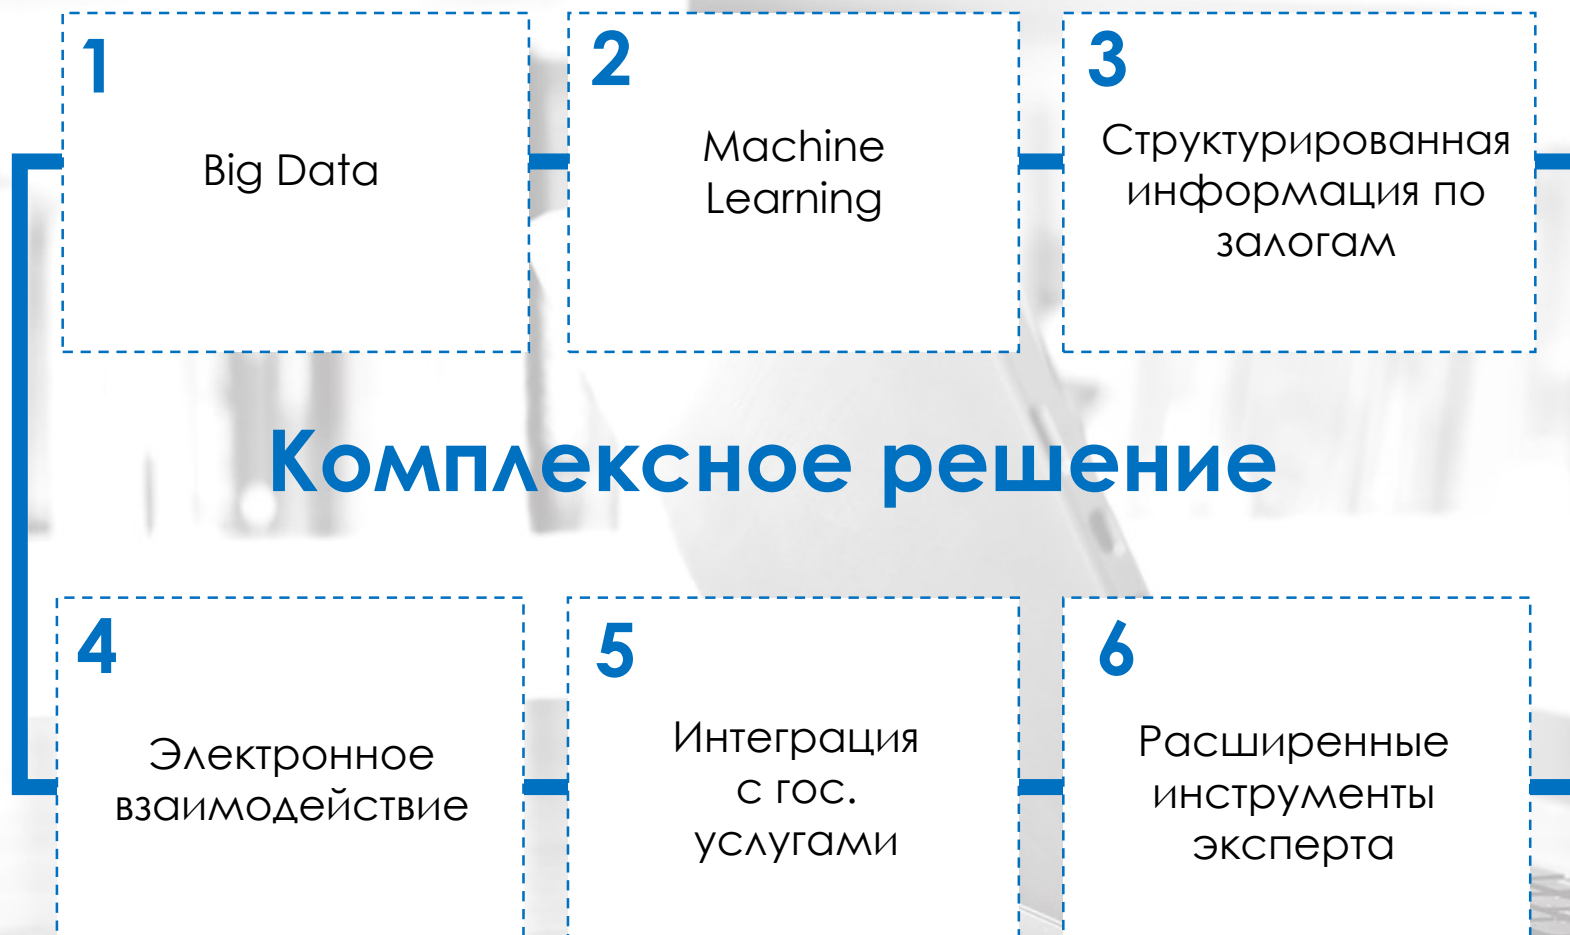 1
Big Data
2
Machine
Learning
3
Структурированная
информация по
залогам
Комплексное решение
4
Электронное
взаимодействие
5
Интеграция
с гос.
услугами
6
Расширенные
инструменты
эксперта